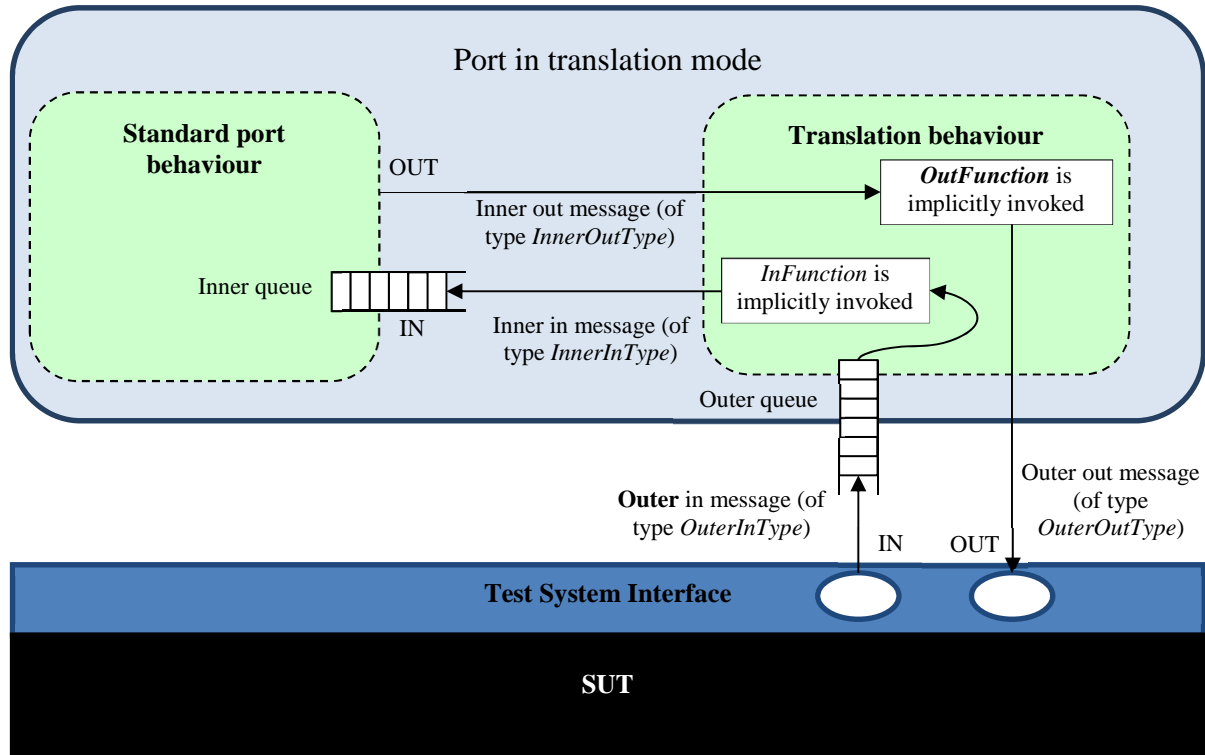 Port in translation mode
Standard port
behaviour
OUT
Translation behaviour
OutFunction is
implicitly invoked
Inner out message (of
type InnerOutType)
Inner queue
InFunction is
implicitly invoked
IN
Inner in message (of
type InnerInType)
Outer queue
Outer in message (of
type OuterInType)
Outer out message
(of type
OuterOutType)
IN
OUT
Test System Interface
SUT